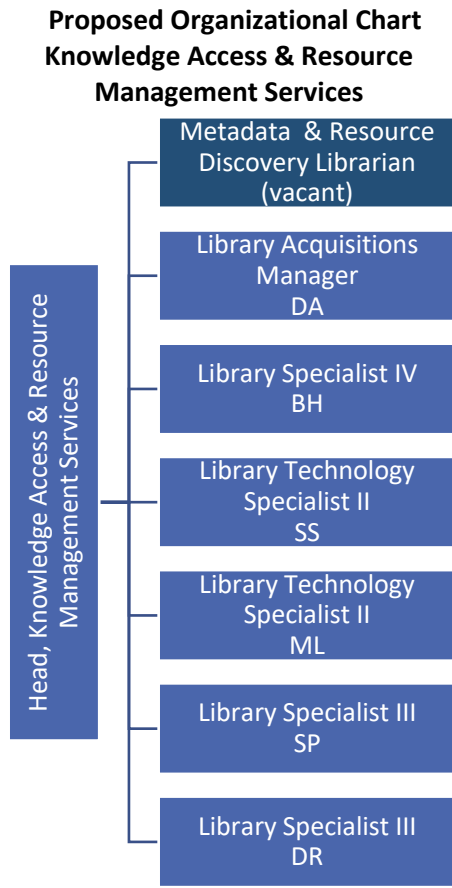 Proposed Organizational Chart
Knowledge Access & Resource
Management Services
Metadata & Resource
Discovery Librarian
(vacant)
Library Acquisitions
Manager
DA
Head, Knowledge Access & Resource
Management Services
Library Specialist IV
BH
Library Technology
Specialist II
SS
Library Technology
Specialist II
ML
Library Specialist III
SP
Library Specialist III
DR